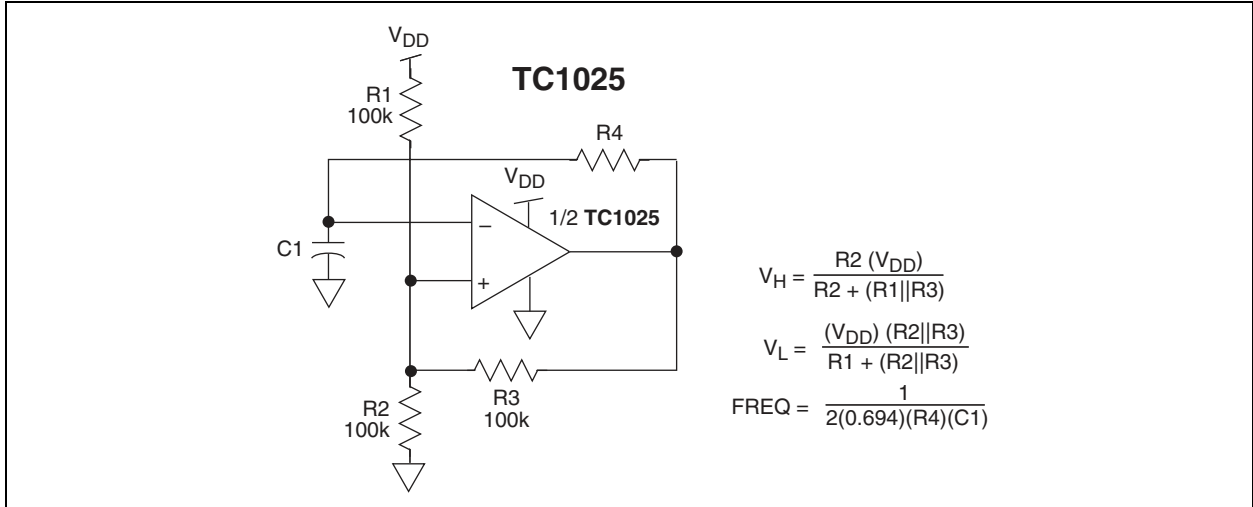 V_DD
TC1025
R1
100k
R4
V_DD
1/2 TC1025
−
C1
+
R3
100k
R2
100k
V_H = R2 (V_DD) / R2 + (R1||R3)
V_L = (V_DD) (R2||R3) / R1 + (R2||R3)
FREQ = 1 / 2(0.694)(R4)(C1)